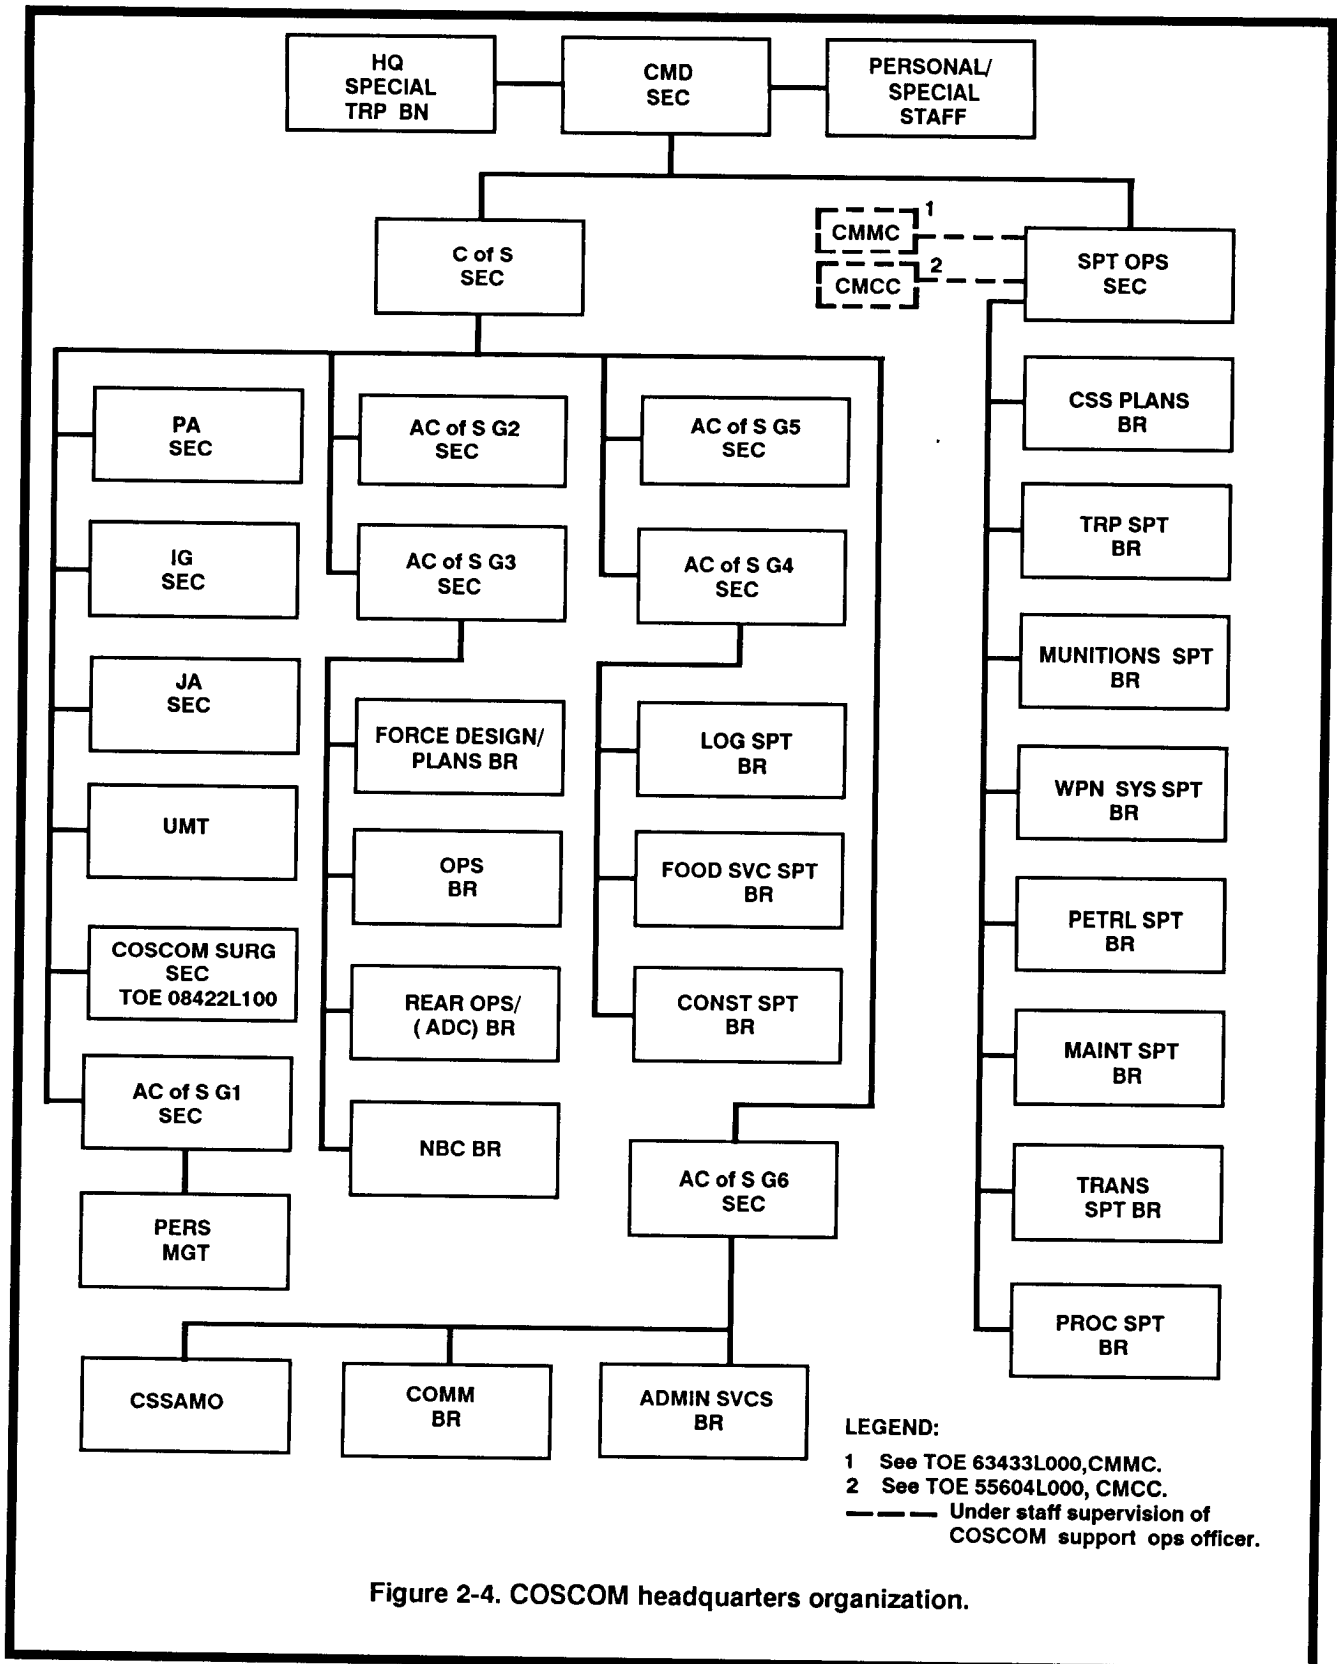 HQ
SPECIAL
TRP BN
CMD
SEC
PERSONAL/
SPECIAL
STAFF
C of S
SEC
CMMC
1
CMCC
2
SPT OPS
SEC
PA
SEC
IG
SEC
JA
SEC
UMT
COSCOM SURG
SEC
TOE 08422L100
AC of S G1
SEC
PERS
MGT
AC of S G2
SEC
AC of S G3
SEC
FORCE DESIGN/
PLANS BR
OPS
BR
REAR OPS/
( ADC) BR
NBC BR
AC of S G5
SEC
AC of S G4
SEC
LOG SPT
BR
FOOD SVC SPT
BR
CONST SPT
BR
AC of S G6
SEC
CSSAMO
COMM
BR
ADMIN SVCS
BR
CSS PLANS
BR
TRP SPT
BR
MUNITIONS SPT
BR
WPN SYS SPT
BR
PETRL SPT
BR
MAINT SPT
BR
TRANS
SPT BR
PROC SPT
BR
LEGEND:
1 See TOE 63433L000,CMMC.
2 See TOE 55604L000, CMCC.
Under staff supervision of
COSCOM support ops officer.
Figure 2-4. COSCOM headquarters organization.